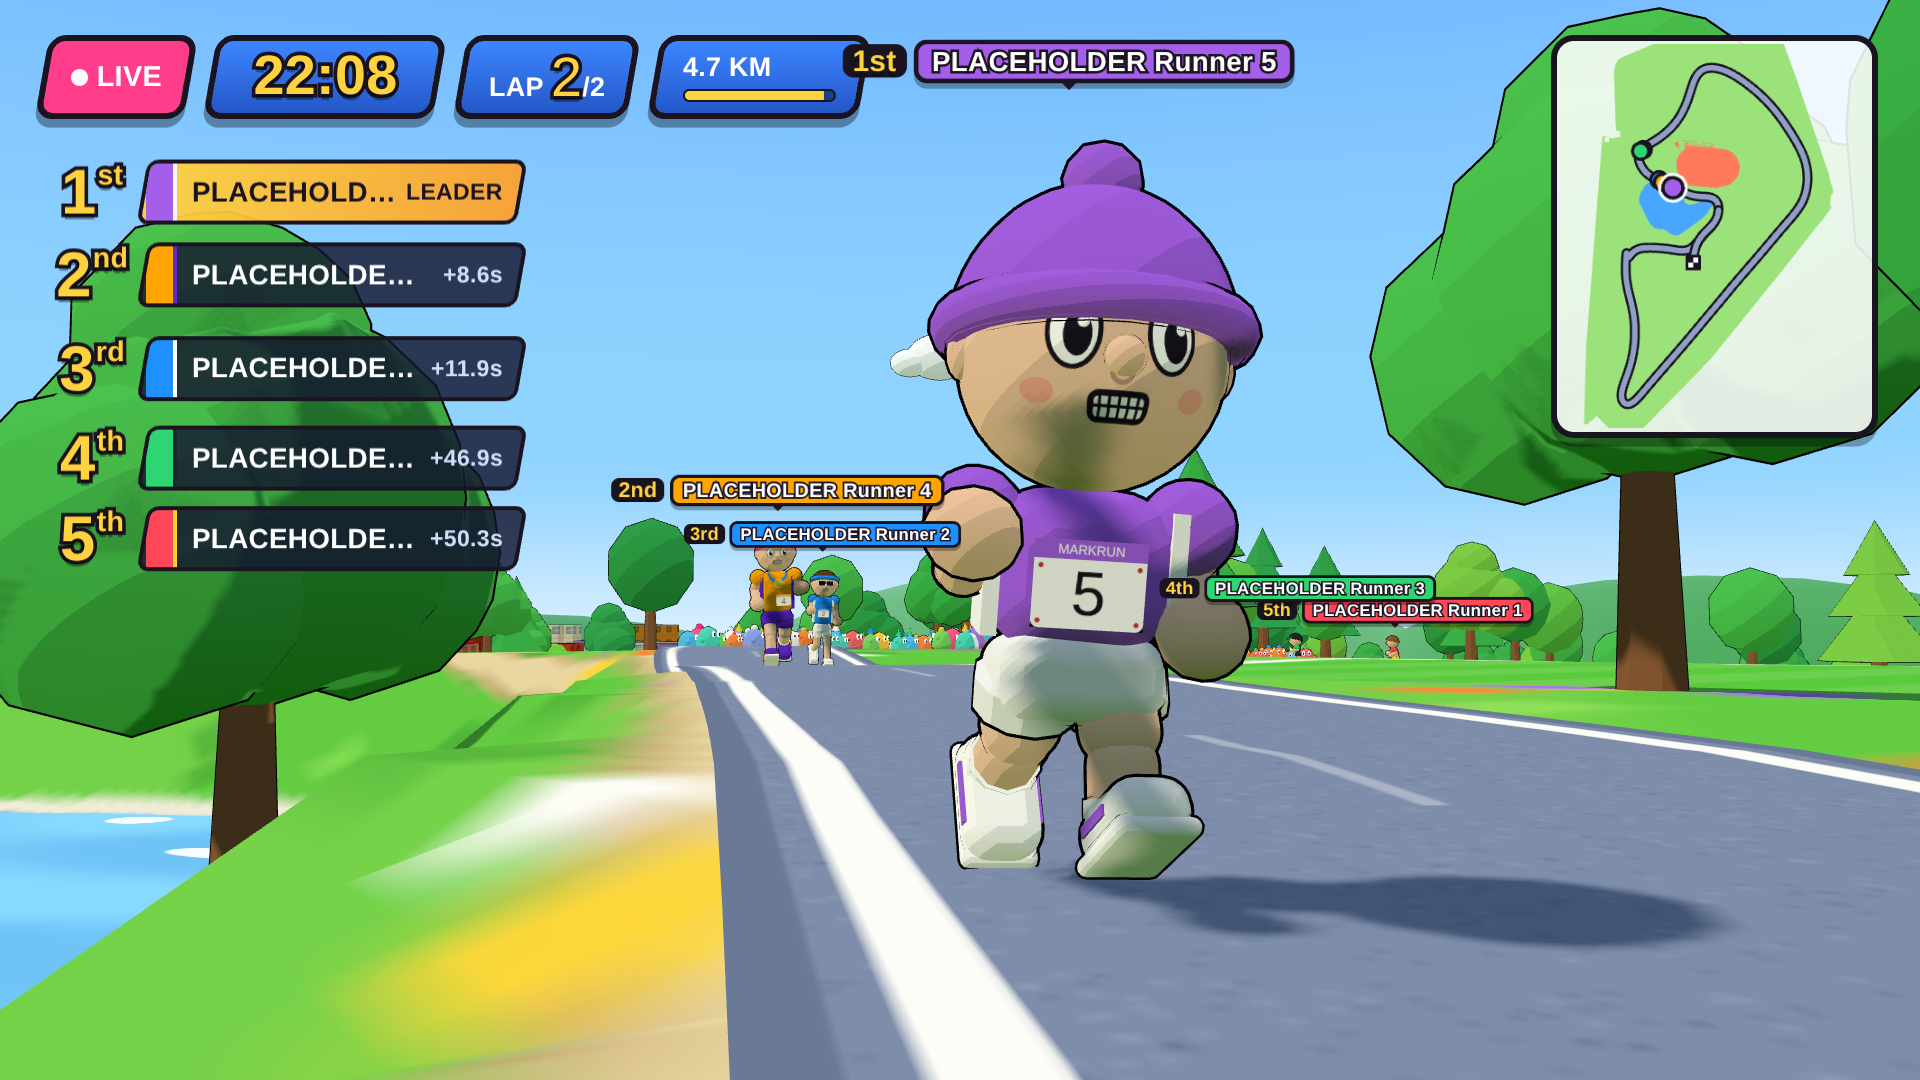 LIVE
22:08
LAP 2/2
4.7 KM
1st PLACEHOLDER Runner 5
1st PLACEHOLD... LEADER
2nd PLACEHOLDE... +8.6s
3rd PLACEHOLDE... +11.9s
4th PLACEHOLDE... +46.9s
5th PLACEHOLDE... +50.3s
2nd PLACEHOLDER Runner 4
3rd PLACEHOLDER Runner 2
MARKRUN
5
4th PLACEHOLDER Runner 3
5th PLACEHOLDER Runner 1